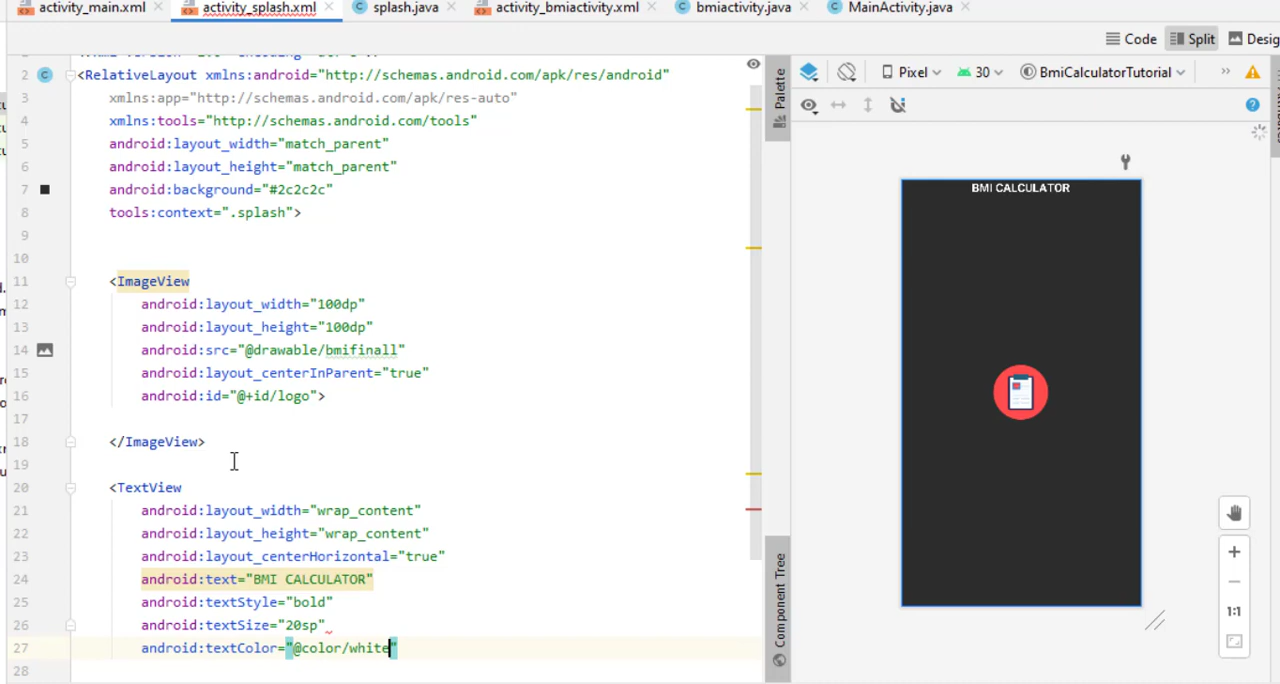 activity_main.xml activity_splash.xml splash.java activity_bmiactivity.xml bmiactivity.java MainActivity.java
Code Split Desig
Palette Pixel 30 BmiCalculatorTutorial
2 <RelativeLayout xmlns:android="http://schemas.android.com/apk/res/android"
3 xmlns:app="http://schemas.android.com/apk/res-auto"
4 xmlns:tools="http://schemas.android.com/tools"
5 android:layout_width="match_parent"
6 android:layout_height="match_parent"
7 android:background="#2c2c2c"
8 tools:context=".splash">
9
10
11 <ImageView
12 android:layout_width="100dp"
13 android:layout_height="100dp"
14 android:src="@drawable/bmifinall"
15 android:layout_centerInParent="true"
16 android:id="@+id/logo">
17
18 </ImageView>
19
20 <TextView
21 android:layout_width="wrap_content"
22 android:layout_height="wrap_content"
23 android:layout_centerHorizontal="true"
24 android:text="BMI CALCULATOR"
25 android:textStyle="bold"
26 android:textSize="20sp"
27 android:textColor="@color/white"
28
BMI CALCULATOR
Component Tree
1:1